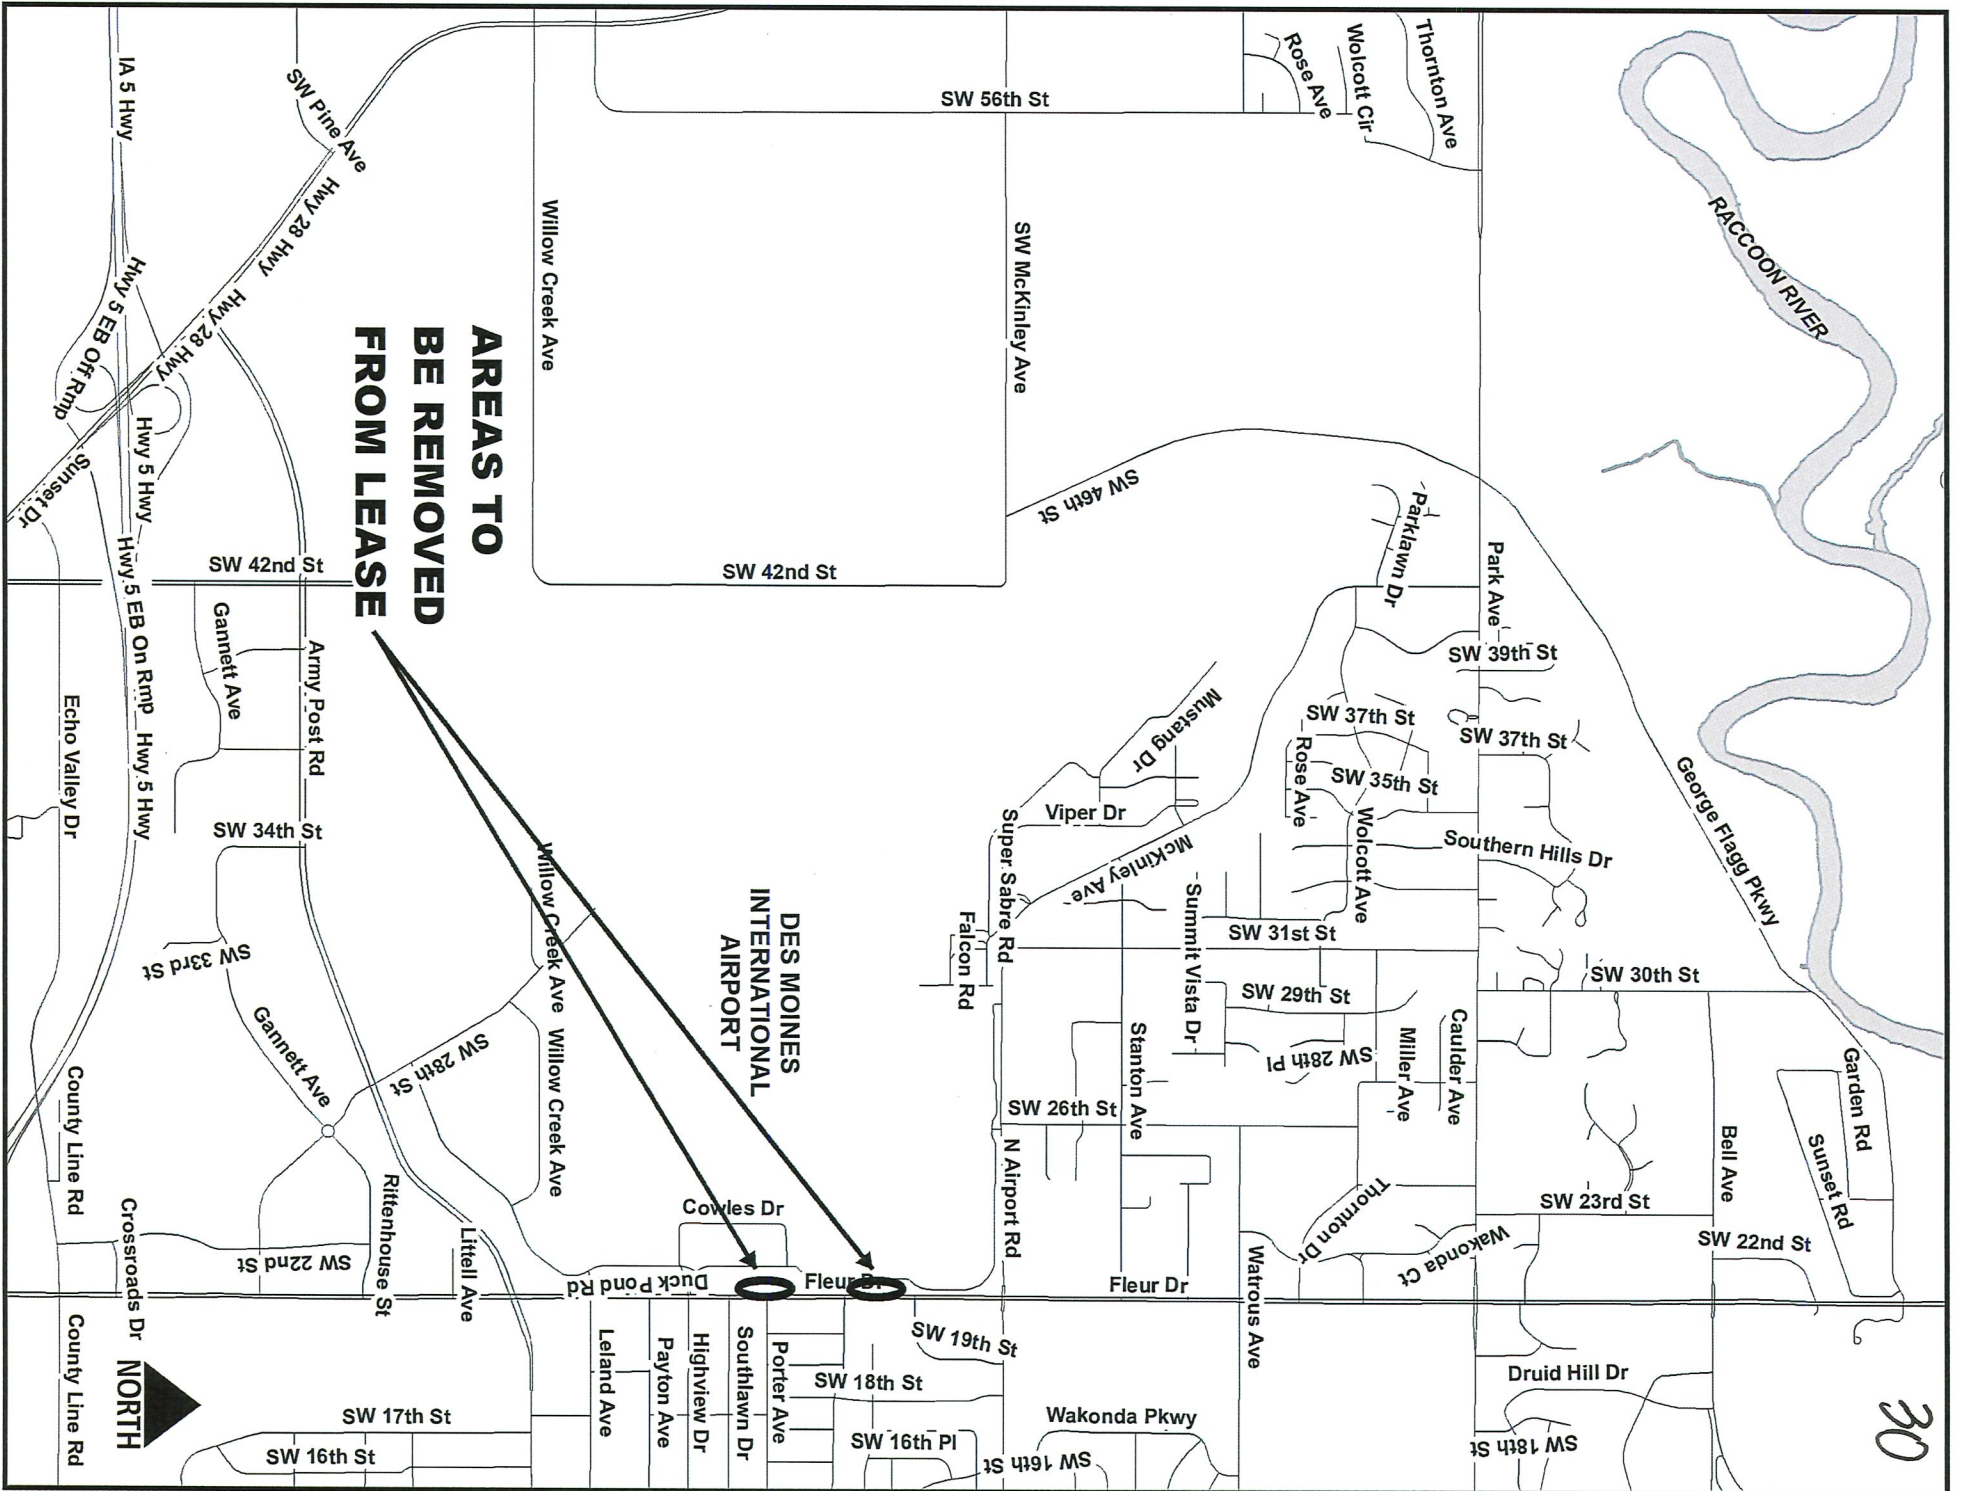 IA 5 Hwy
SW Pine Ave
Hwy 28 Hwy
Hwy 28 Hwy
Hwy 5 EB Off Rmp
Hwy 5 Hwy
Sunset Dr
Hwy 5 EB On Rmp
Hwy 5 Hwy
SW 56th St
Rose Ave
Wolcott Cir
Thornton Ave
RACCOON RIVER
Willow Creek Ave
SW McKinley Ave
AREAS TO
BE REMOVED
FROM LEASE
SW 46th St
SW 42nd St
SW 42nd St
Parklawn Dr
Park Ave
SW 39th St
Gannett Ave
Army Post Rd
Echo Valley Dr
SW 34th St
SW 33rd St
Gannett Ave
SW 28th St
Mustang Dr
Viper Dr
Super Sabre Rd
McKinley Ave
Falcon Rd
SW 37th St
SW 37th St
Rose Ave
SW 35th St
Wolcott Ave
Southern Hills Dr
George Flagg Pkwy
Summit Vista Dr
SW 31st St
SW 30th St
SW 29th St
SW 28th Pl
Stanton Ave
Miller Ave
Caulder Ave
SW 26th St
Willow Creek Ave
Willow Creek Ave
DES MOINES
INTERNATIONAL
AIRPORT
N Airport Rd
Garden Rd
Sunset Rd
Bell Ave
SW 23rd St
SW 22nd St
Thornton Dr
Wakonda Ct
Watrous Ave
County Line Rd
Crossroads Dr
SW 22nd St
Rittenhouse St
Littell Ave
Cowles Dr
Duck Pond Rd
Fleur Dr
Fleur Dr
County Line Rd
NORTH
SW 17th St
SW 16th St
Leland Ave
Payton Ave
Highview Dr
Southlawn Dr
Porter Ave
SW 19th St
SW 18th St
SW 16th Pl
SW 16th St
Wakonda Pkwy
Druid Hill Dr
SW 18th St
30